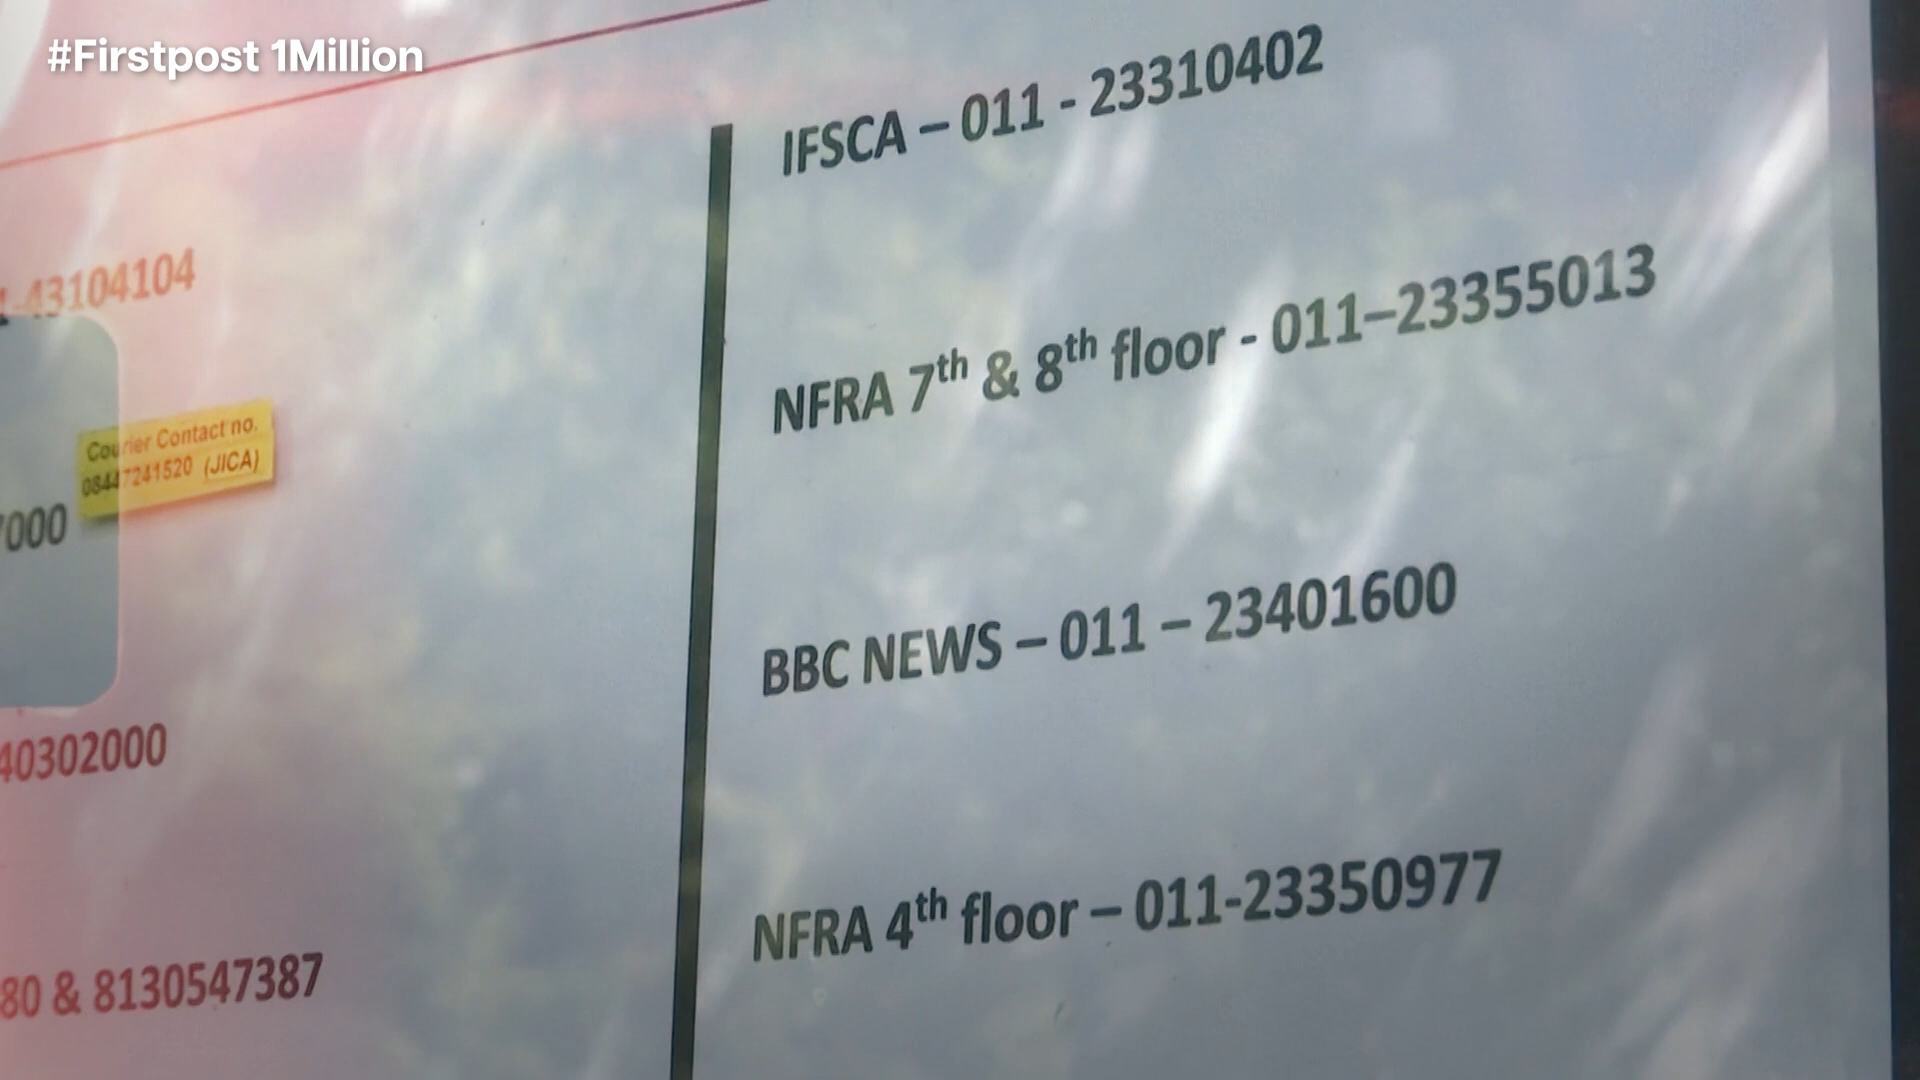 #Firstpost 1Million
IFSCA – 011 - 23310402
-43104104
NFRA 7th & 8th floor - 011–23355013
Courier Contact no.
08447241520 (JICA)
000
BBC NEWS – 011 – 23401600
40302000
NFRA 4th floor – 011-23350977
80 & 8130547387